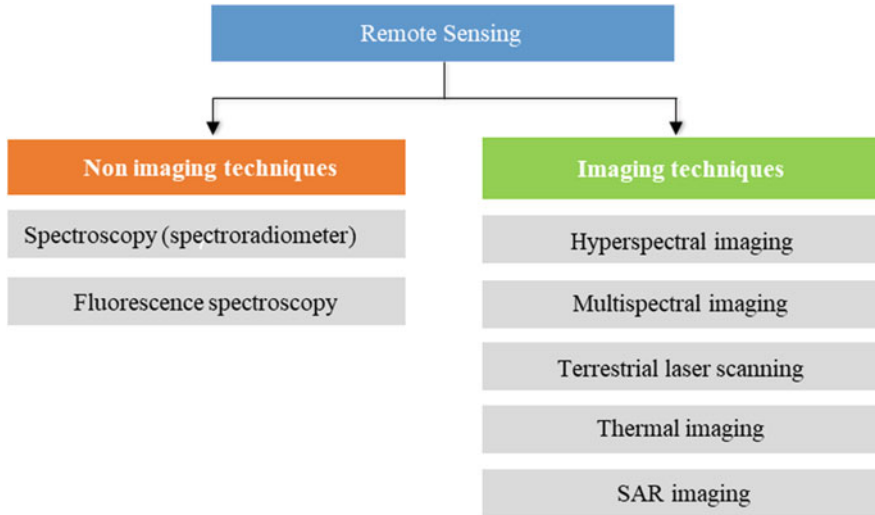 Remote Sensing
Non imaging techniques
Spectroscopy (spectroradiometer)
Fluorescence spectroscopy
Imaging techniques
Hyperspectral imaging
Multispectral imaging
Terrestrial laser scanning
Thermal imaging
SAR imaging